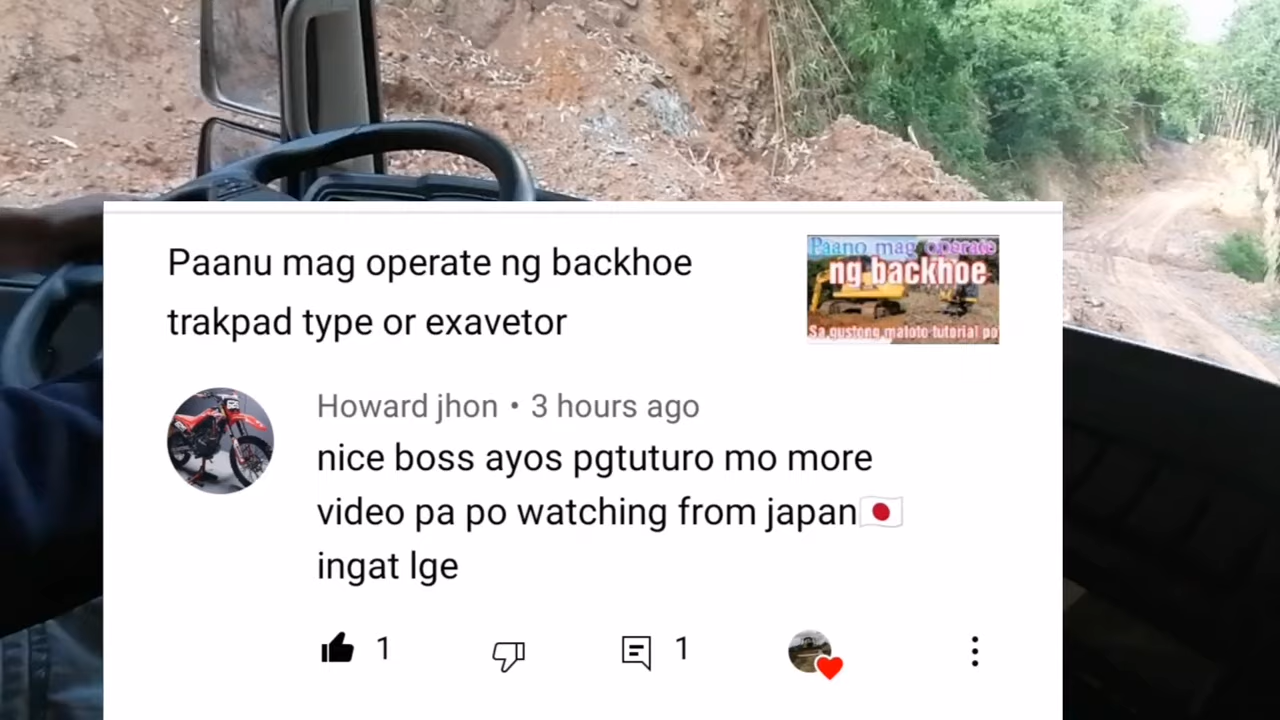 Paanu mag operate ng backhoe
trakpad type or exavetor
Paano mag operate
ng backhoe
Sa gustong maloto tutorial po
Howard jhon • 3 hours ago
nice boss ayos pgtuturo mo more
video pa po watching from japan🇯🇵
ingat lge
1
1